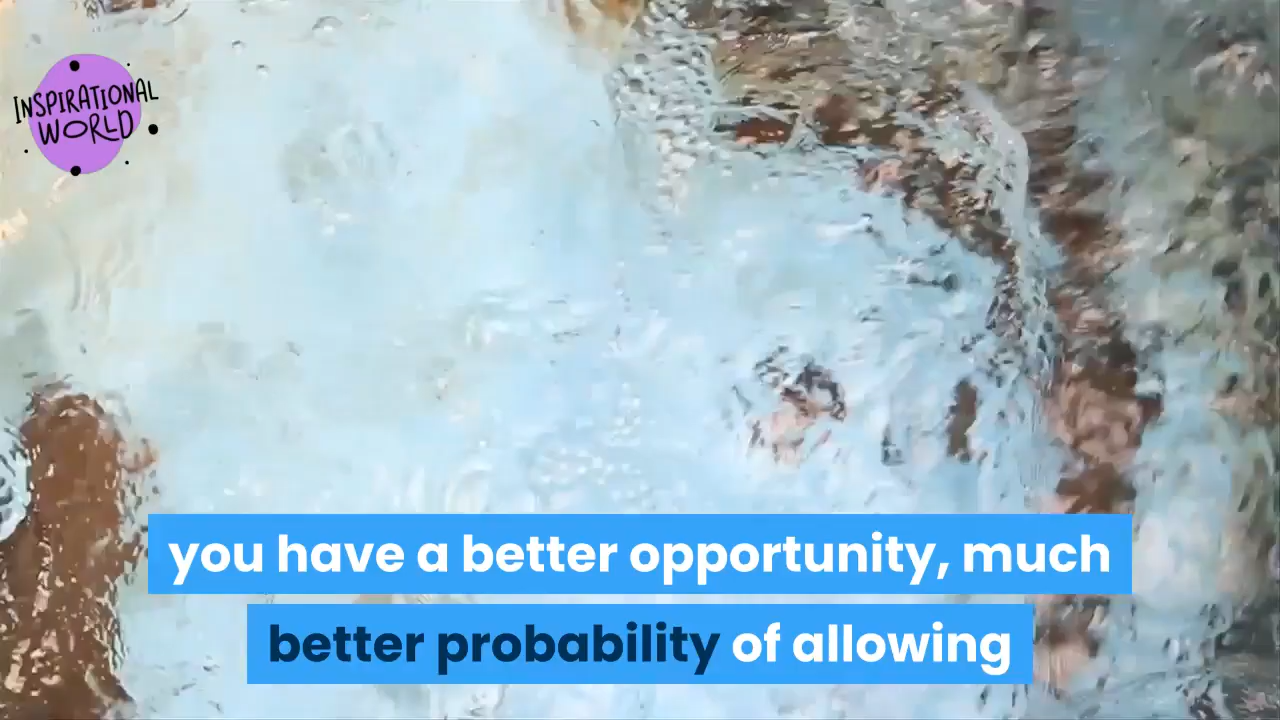 INSPIRATIONAL
WORLD
you have a better opportunity, much
better probability of allowing